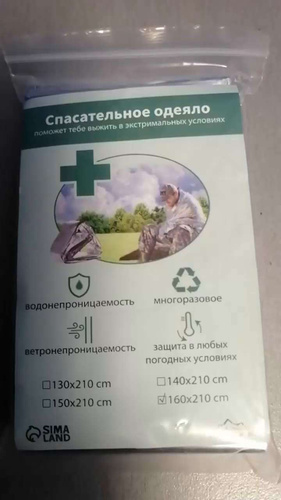 Спасательное одеяло
поможет тебе выжить в экстримальных условиях
водонепроницаемость
многоразовое
ветронепроницаемость
защита в любых
погодных условиях
☐130x210 cm
☐140x210 cm
☐150x210 cm
☑160x210 cm
SIMA
LAND